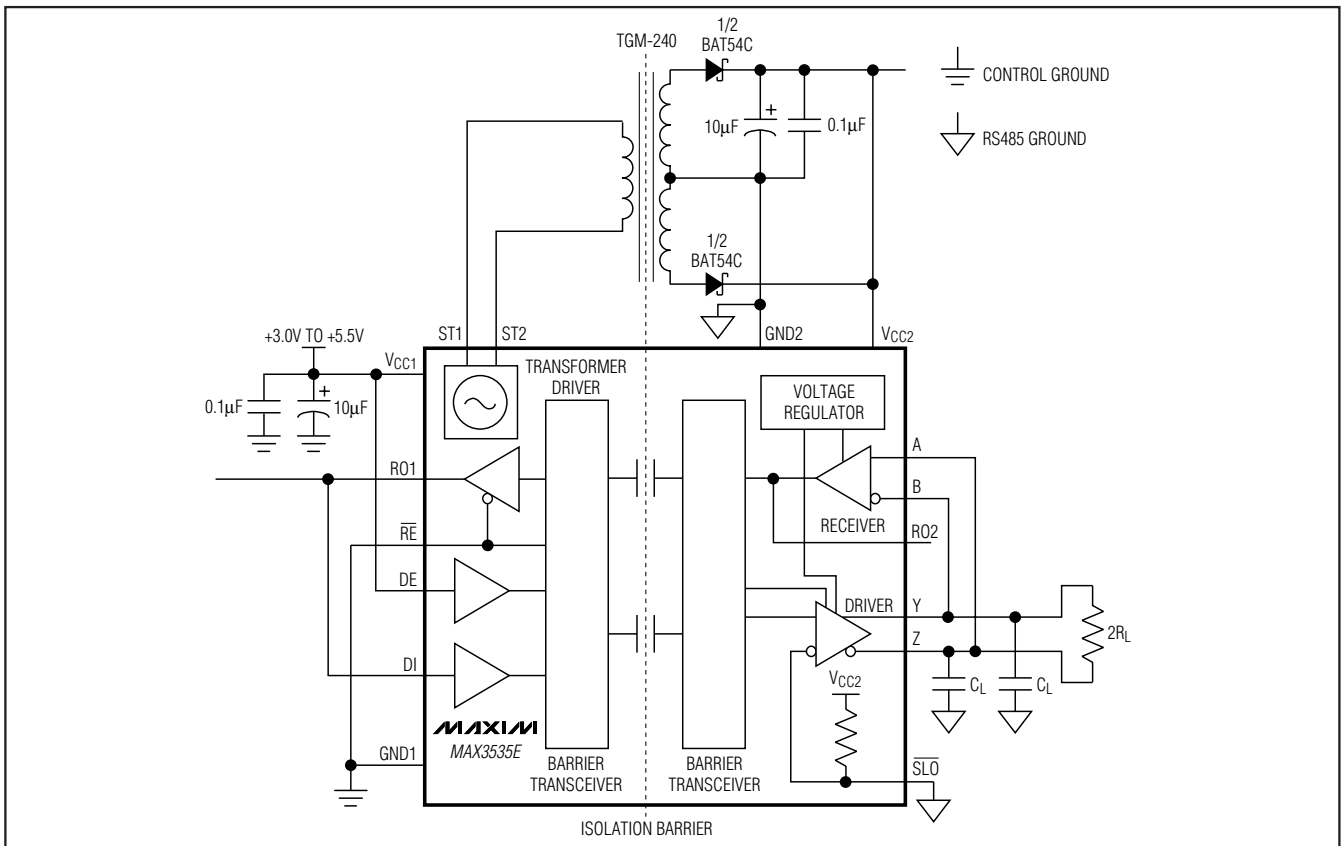 1/2
BAT54C
TGM-240
CONTROL GROUND
+
10µF
0.1µF
RS485 GROUND
1/2
BAT54C
ST1
ST2
GND2
VCC2
+3.0V TO +5.5V
VCC1
TRANSFORMER
DRIVER
VOLTAGE
REGULATOR
0.1µF
+
10µF
A
RO1
B
RECEIVER
RO2
RE
DE
DRIVER
Y
2RL
Z
DI
VCC2
CL
CL
MAXIM
MAX3535E
GND1
BARRIER
TRANSCEIVER
BARRIER
TRANSCEIVER
SLO
ISOLATION BARRIER